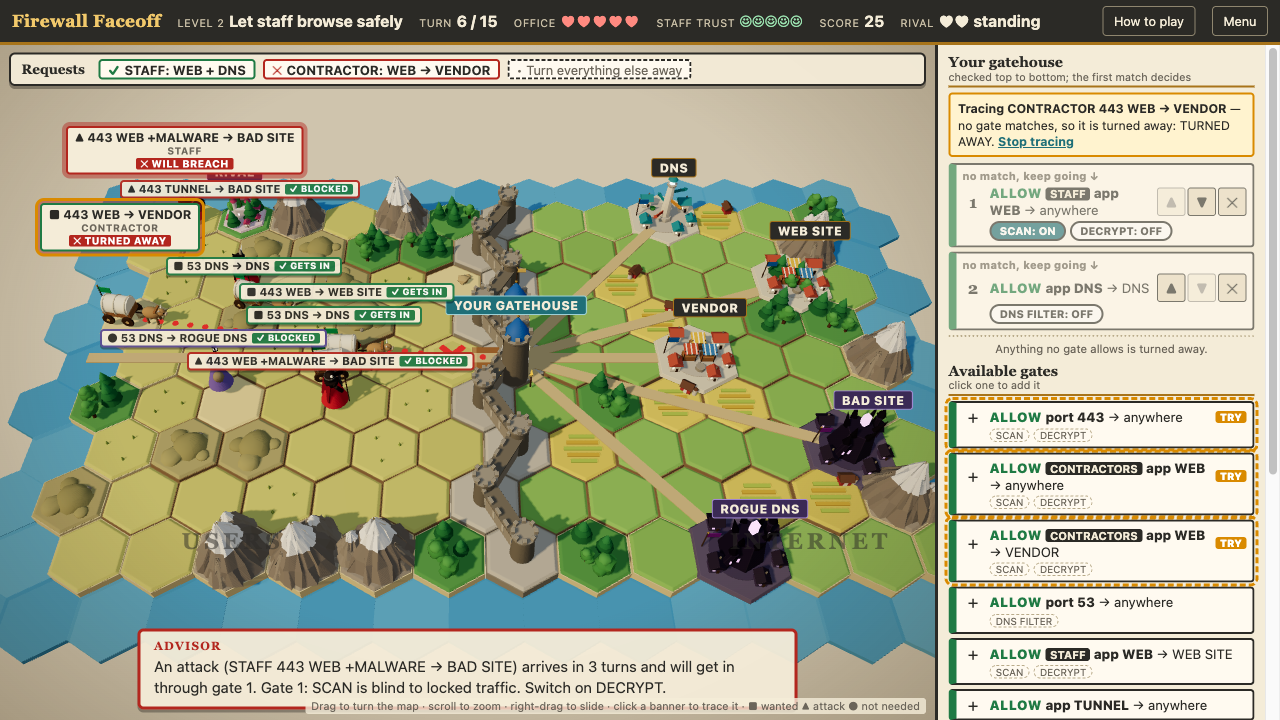 Firewall Faceoff
LEVEL 2 Let staff browse safely
TURN 6 / 15
OFFICE
STAFF TRUST
SCORE 25
RIVAL standing
How to play
Menu
Requests
✓ STAFF: WEB + DNS
✕ CONTRACTOR: WEB → VENDOR
· Turn everything else away
▲ 443 WEB +MALWARE → BAD SITE
STAFF
✕ WILL BREACH
▲ 443 TUNNEL → BAD SITE ✓ BLOCKED
■ 443 WEB → VENDOR
CONTRACTOR
✕ TURNED AWAY
■ 53 DNS → DNS ✓ GETS IN
■ 443 WEB → WEB SITE ✓ GETS IN
■ 53 DNS → DNS ✓ GETS IN
● 53 DNS → ROGUE DNS ✓ BLOCKED
▲ 443 WEB +MALWARE → BAD SITE ✓ BLOCKED
DNS
WEB SITE
YOUR GATEHOUSE
VENDOR
BAD SITE
ROGUE DNS
ADVISOR
An attack (STAFF 443 WEB +MALWARE → BAD SITE) arrives in 3 turns and will get in
through gate 1. Gate 1: SCAN is blind to locked traffic. Switch on DECRYPT.
Drag to turn the map · scroll to zoom · right-drag to slide · click a banner to trace it · ■ wanted ▲ attack ● not needed
Your gatehouse
checked top to bottom; the first match decides
Tracing CONTRACTOR 443 WEB → VENDOR —
no gate matches, so it is turned away: TURNED
AWAY. Stop tracing
no match, keep going ↓
1 ALLOW STAFF app
WEB → anywhere
▲ ▼ ✕
SCAN: ON DECRYPT: OFF
no match, keep going ↓
2 ALLOW app DNS → DNS
▲ ▼ ✕
DNS FILTER: OFF
Anything no gate allows is turned away.
Available gates
click one to add it
+ ALLOW port 443 → anywhere TRY
SCAN DECRYPT
+ ALLOW CONTRACTORS app WEB
→ anywhere TRY
SCAN DECRYPT
+ ALLOW CONTRACTORS app WEB
→ VENDOR TRY
SCAN DECRYPT
+ ALLOW port 53 → anywhere
DNS FILTER
+ ALLOW STAFF app WEB → WEB SITE
SCAN DECRYPT
+ ALLOW app TUNNEL → anywhere